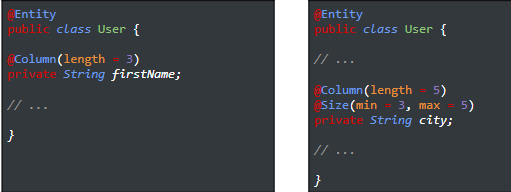 @Entity
public class User {
@Column(length = 3)
private String firstName;
// ...
}
@Entity
public class User {
// ...
@Column(length = 5)
@Size(min = 3, max = 5)
private String city;
// ...
}